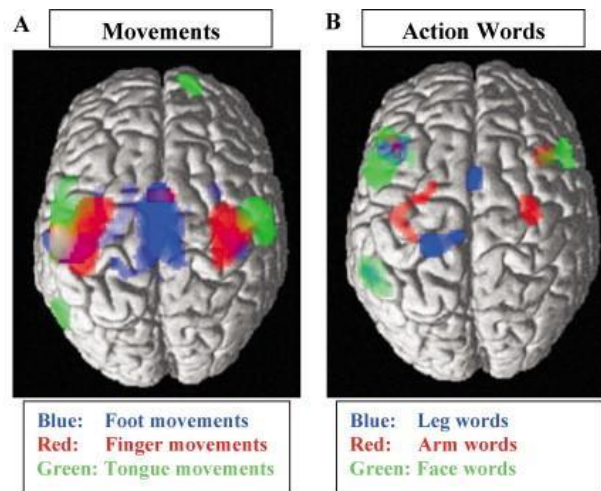 A
Movements
Blue: Foot movements
Red: Finger movements
Green: Tongue movements
B
Action Words
Blue: Leg words
Red: Arm words
Green: Face words